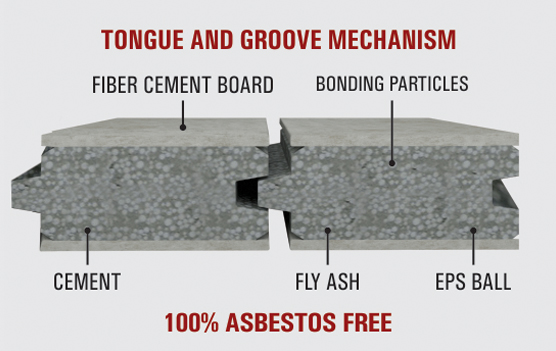 TONGUE AND GROOVE MECHANISM
FIBER CEMENT BOARD
BONDING PARTICLES
CEMENT
FLY ASH
EPS BALL
100% ASBESTOS FREE